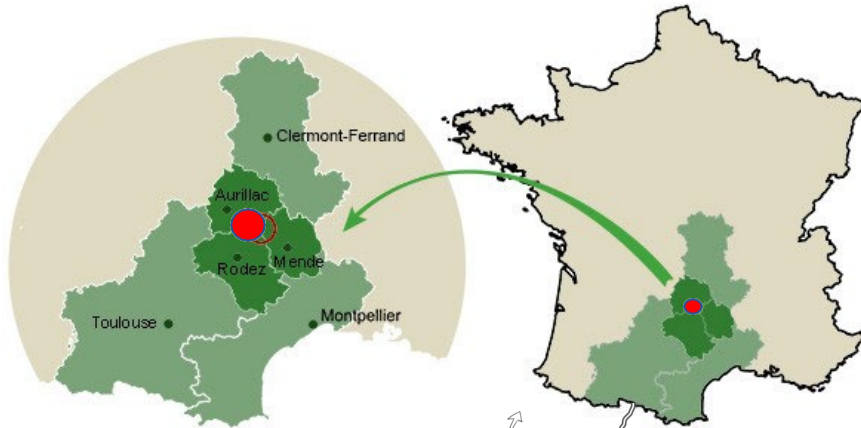 Clermont-Ferrand
Aurillac
Rodez
Mende
Toulouse
Montpellier